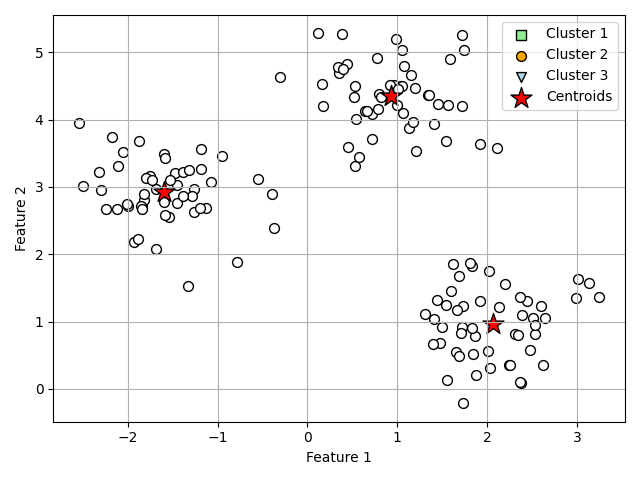 Cluster 1
Cluster 2
Cluster 3
Centroids
5
4
3
2
1
0
Feature 2
−2
−1
0
1
2
3
Feature 1